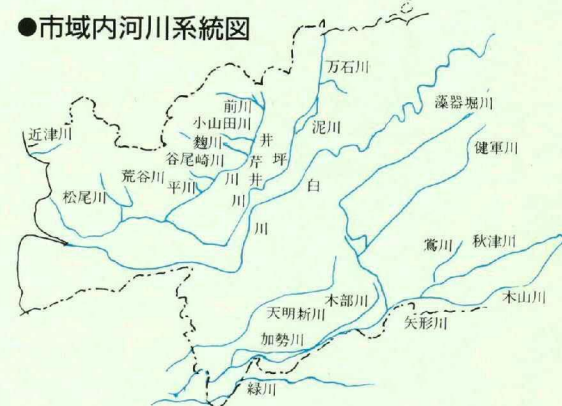 ●市域内河川系統図
万石川
前川
小山田川
麹川
谷尾崎川
平川
荒谷川
近津川
松尾川
井芹川
坪井川
泥川
白川
藻器堀川
健軍川
鶯川
秋津川
木山川
矢形川
木部川
天明新川
加勢川
緑川